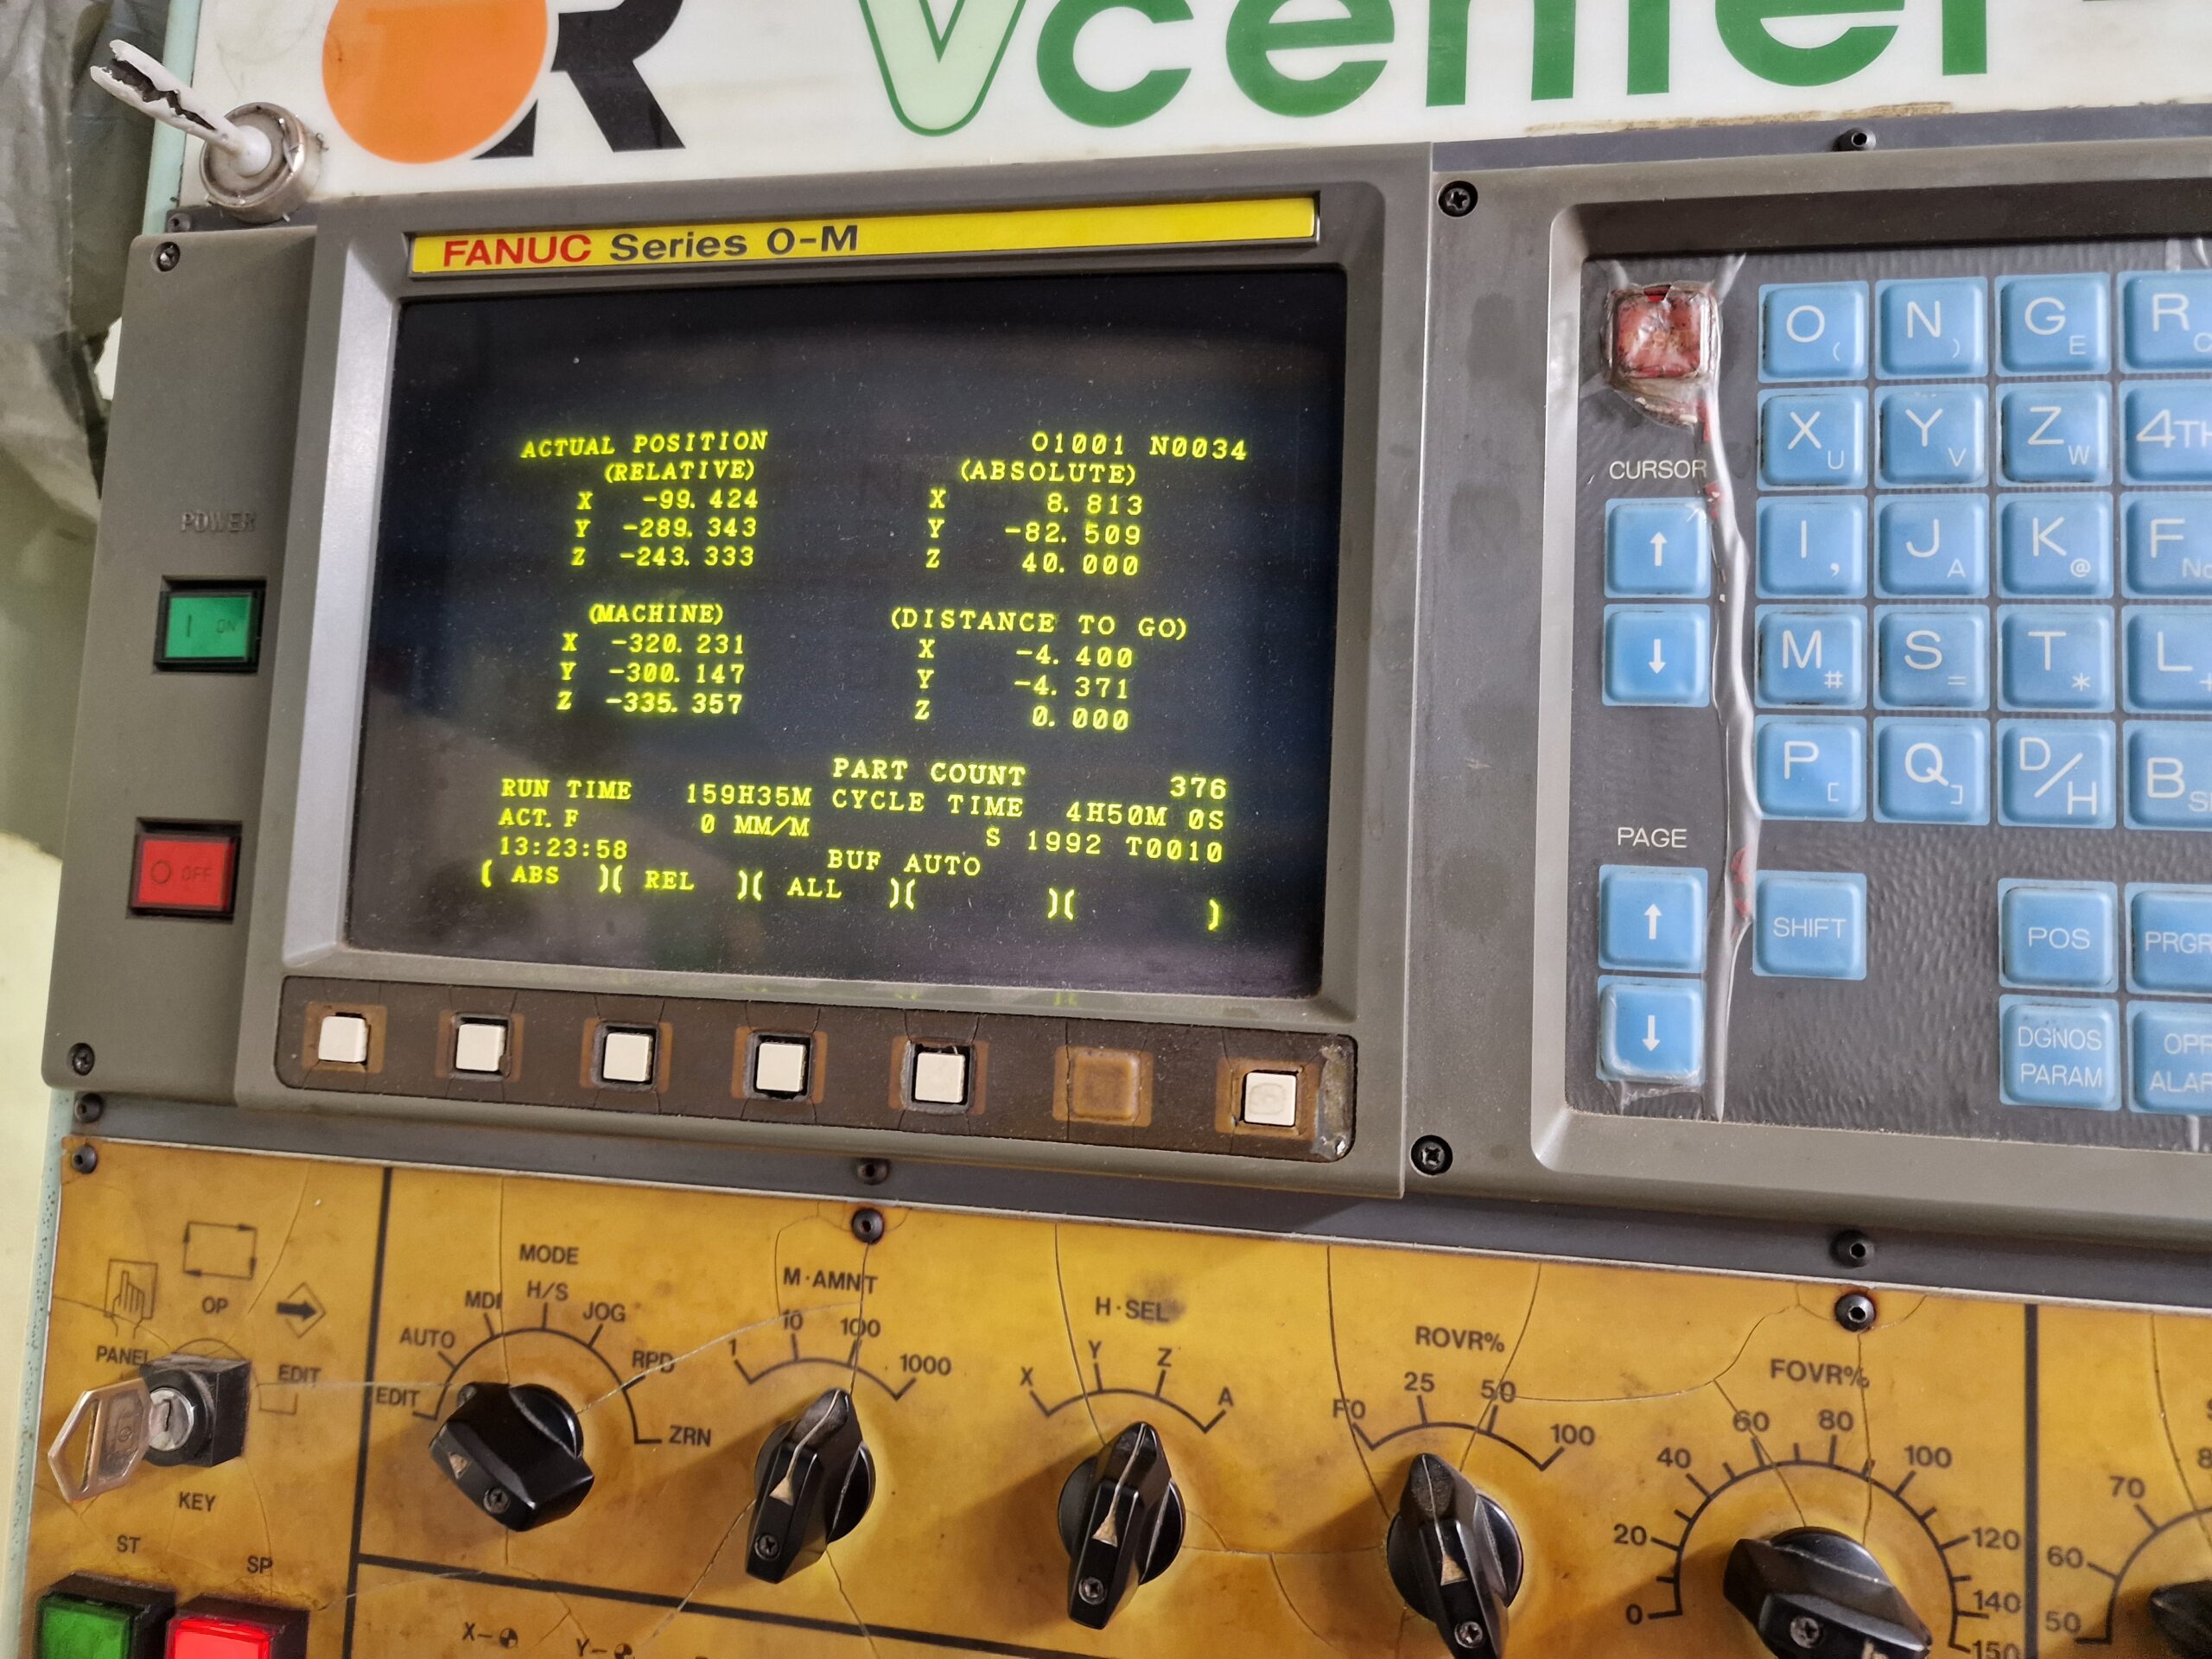 Vcenter-
FANUC Series O-M
ACTUAL POSITION O1001 N0034
(RELATIVE) (ABSOLUTE)
X -99.424 X 8.813
Y -289.343 Y -82.509
Z -243.333 Z 40.000
(MACHINE) (DISTANCE TO GO)
X -320.231 X -4.400
Y -300.147 Y -4.371
Z -335.357 Z 0.000
PART COUNT 376
RUN TIME 159H35M CYCLE TIME 4H50M 0S
ACT.F 0 MM/M S 1992 T0010
13:23:58 BUF AUTO
[ ABS ][ REL ][ ALL ][ ][ ]
POWER
I ON
O OFF
O ( N ) G E R
X U Y V Z W 4TH
CURSOR
↑ I , J A K @ F No
↓ M # S = T * L +
P [ Q ] D/H B
PAGE
↑ SHIFT POS PRGR
↓ DGNOS PARAM OPR ALAR
OP
PANEL
EDIT
KEY
ST
SP
MODE
EDIT AUTO MDI H/S JOG RPD ZRN
M·AMNT
1 10 100 1000
H·SEL
X Y Z A
ROVR%
F0 25 50 100
FOVR%
0 20 40 60 80 100 120 140 150
50 60 70
X-
Y-